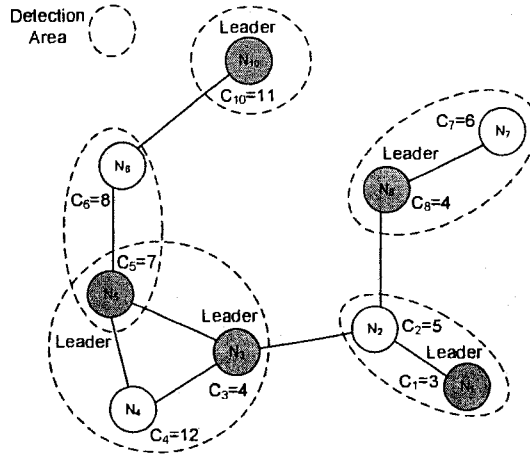 Detection
Area
Leader
N₁₀
C₁₀=11
C₇=6
N₇
N₆
Leader
N₈
C₆=8
C₈=4
C₅=7
N₅
Leader
N₂
C₂=5
Leader
N₃
Leader
C₃=4
C₁=3
N₄
C₄=12